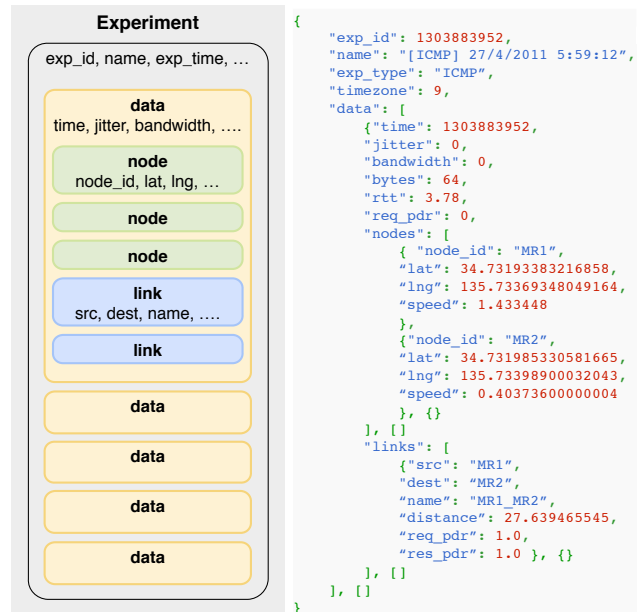 Experiment
exp_id, name, exp_time, ...
data
time, jitter, bandwidth, ....
node
node_id, lat, lng, ...
node
node
link
src, dest, name, ....
link
data
data
data
data
{
"exp_id": 1303883952,
"name": "[ICMP] 27/4/2011 5:59:12”,
"exp_type": "ICMP”,
"timezone": 9,
"data": [
{"time": 1303883952,
"jitter": 0,
"bandwidth": 0,
"bytes": 64,
"rtt": 3.78,
"req_pdr": 0,
"nodes": [
{ "node_id": "MR1”,
“lat”: 34.73193383216858,
“lng”: 135.73369348049164,
“speed”: 1.433448
},
{"node_id": "MR2”,
“lat”: 34.731985330581665,
“lng”: 135.73398900032043,
“speed”: 0.40373600000004
}, {}
], []
"links": [
{"src": "MR1”,
"dest": “MR2”,
“name”: "MR1_MR2”,
“distance”: 27.639465545,
“req_pdr”: 1.0,
“res_pdr”: 1.0 }, {}
], []
], []
}